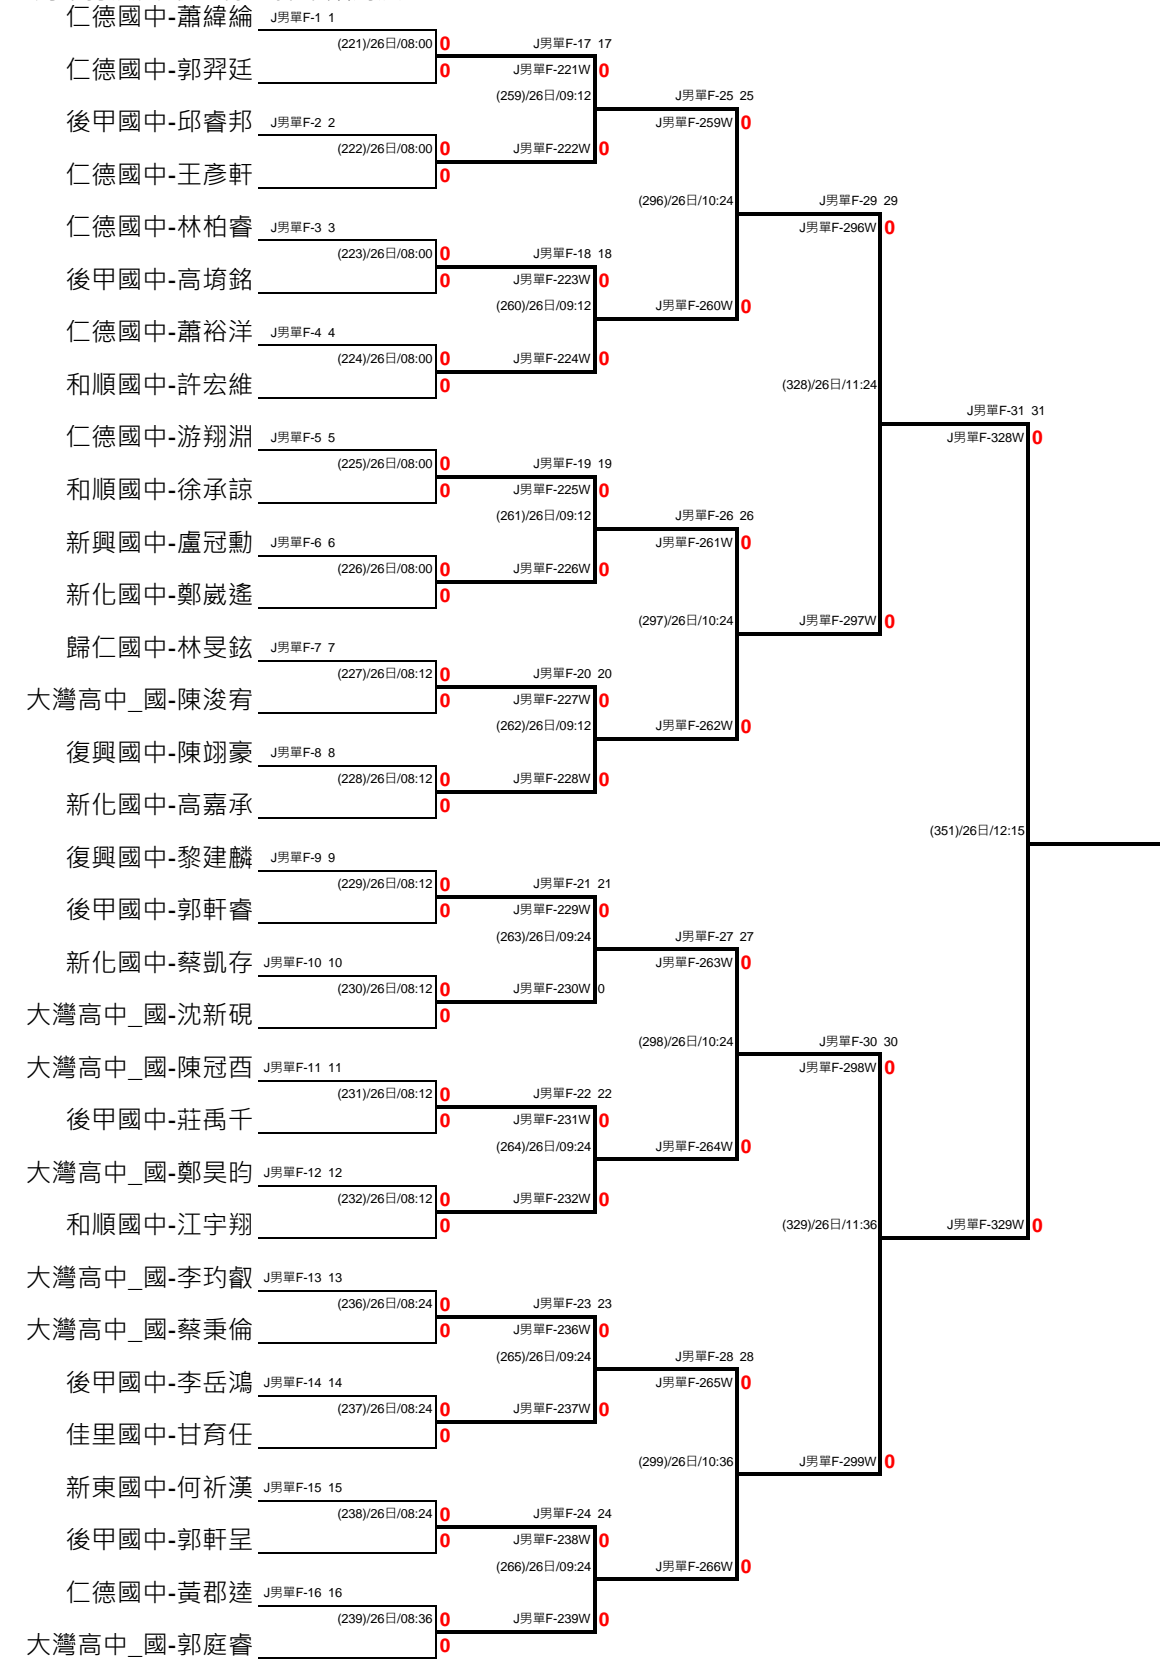 仁德國中-蕭緯綸 J男單F-1 1
(221)/26日/08:00 0 J男單F-17 17
仁德國中-郭羿廷 0 J男單F-221W 0
(259)/26日/09:12 J男單F-25 25
後甲國中-邱睿邦 J男單F-2 2 J男單F-259W 0
(222)/26日/08:00 0 J男單F-222W 0
仁德國中-王彥軒 0
(296)/26日/10:24 J男單F-29 29
仁德國中-林柏睿 J男單F-3 3 J男單F-296W 0
(223)/26日/08:00 0 J男單F-18 18
後甲國中-高堉銘 0 J男單F-223W 0
(260)/26日/09:12 J男單F-260W 0
仁德國中-蕭裕洋 J男單F-4 4
(224)/26日/08:00 0 J男單F-224W 0
和順國中-許宏維 0 (328)/26日/11:24
J男單F-31 31
仁德國中-游翔淵 J男單F-5 5 J男單F-328W 0
(225)/26日/08:00 0 J男單F-19 19
和順國中-徐承諒 0 J男單F-225W 0
(261)/26日/09:12 J男單F-26 26
新興國中-盧冠勳 J男單F-6 6 J男單F-261W 0
(226)/26日/08:00 0 J男單F-226W 0
新化國中-鄭崴遙 0
(297)/26日/10:24 J男單F-297W 0
歸仁國中-林旻鉉 J男單F-7 7
(227)/26日/08:12 0 J男單F-20 20
大灣高中_國-陳浚宥 0 J男單F-227W 0
(262)/26日/09:12 J男單F-262W 0
復興國中-陳翊豪 J男單F-8 8
(228)/26日/08:12 0 J男單F-228W 0
新化國中-高嘉承 0
(351)/26日/12:15
復興國中-黎建麟 J男單F-9 9
(229)/26日/08:12 0 J男單F-21 21
後甲國中-郭軒睿 0 J男單F-229W 0
(263)/26日/09:24 J男單F-27 27
新化國中-蔡凱存 J男單F-10 10 J男單F-263W 0
(230)/26日/08:12 0 J男單F-230W 0
大灣高中_國-沈新硯 0
(298)/26日/10:24 J男單F-30 30
大灣高中_國-陳冠酉 J男單F-11 11 J男單F-298W 0
(231)/26日/08:12 0 J男單F-22 22
後甲國中-莊禹千 0 J男單F-231W 0
(264)/26日/09:24 J男單F-264W 0
大灣高中_國-鄭昊昀 J男單F-12 12
(232)/26日/08:12 0 J男單F-232W 0
和順國中-江宇翔 0 (329)/26日/11:36 J男單F-329W 0
大灣高中_國-李玓叡 J男單F-13 13
(236)/26日/08:24 0 J男單F-23 23
大灣高中_國-蔡秉倫 0 J男單F-236W 0
(265)/26日/09:24 J男單F-28 28
後甲國中-李岳鴻 J男單F-14 14 J男單F-265W 0
(237)/26日/08:24 0 J男單F-237W 0
佳里國中-甘育任 0
(299)/26日/10:36 J男單F-299W 0
新東國中-何祈漢 J男單F-15 15
(238)/26日/08:24 0 J男單F-24 24
後甲國中-郭軒呈 0 J男單F-238W 0
(266)/26日/09:24 J男單F-266W 0
仁德國中-黃郡逵 J男單F-16 16
(239)/26日/08:36 0 J男單F-239W 0
大灣高中_國-郭庭睿 0